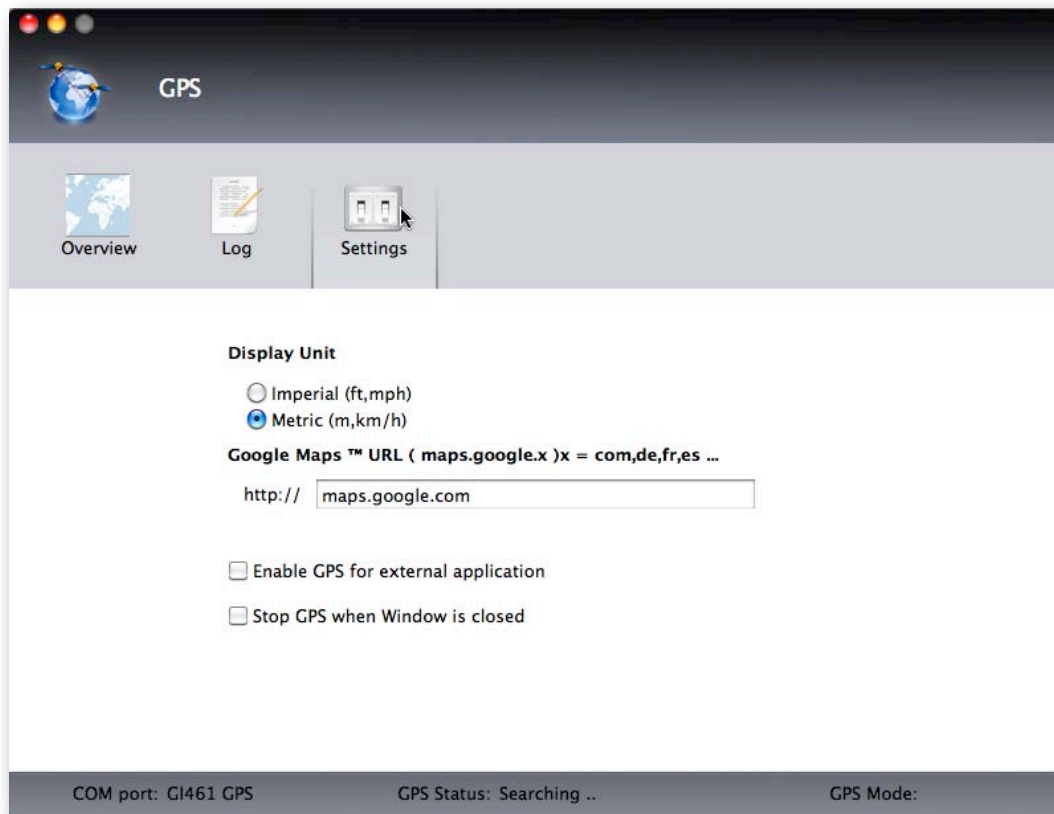 GPS
Overview Log Settings
Display Unit
Imperial (ft,mph)
Metric (m,km/h)
Google Maps ™ URL ( maps.google.x )x = com,de,fr,es ...
http:// maps.google.com
Enable GPS for external application
Stop GPS when Window is closed
COM port: GI461 GPS GPS Status: Searching .. GPS Mode: